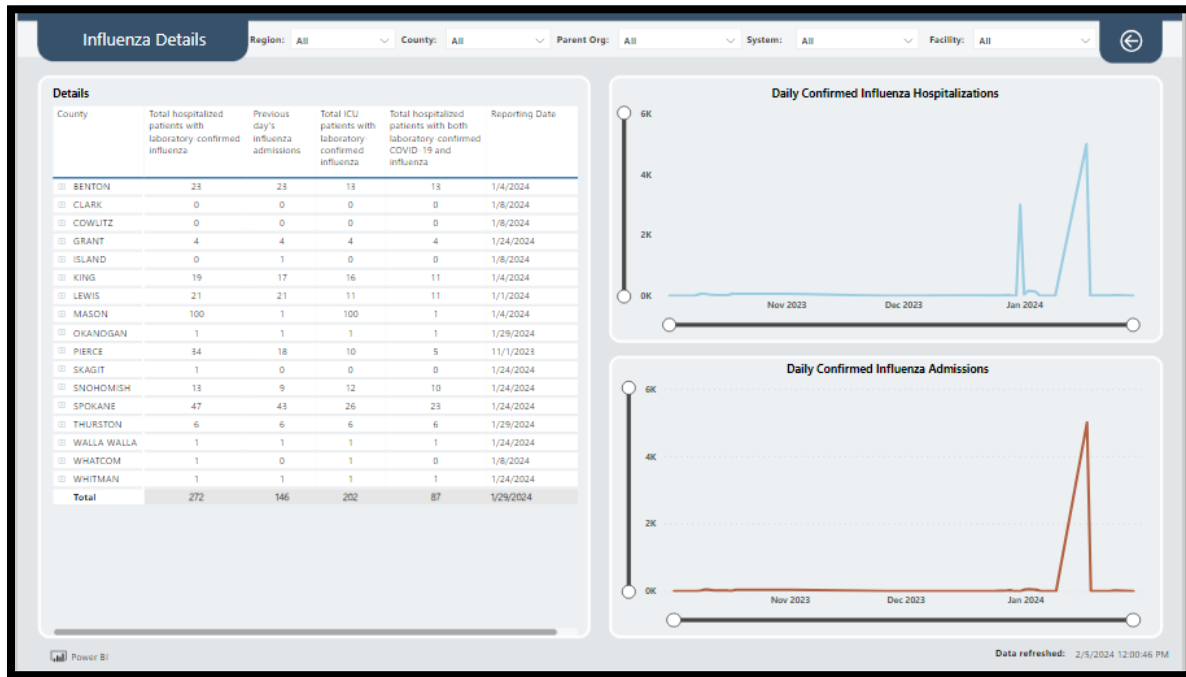 Influenza Details
Region: All County: All Parent Org: All System: All Facility: All
Details
County Total hospitalized patients with laboratory-confirmed influenza Previous day's influenza admissions Total ICU patients with laboratory-confirmed influenza Total hospitalized patients with both laboratory-confirmed COVID-19 and influenza Reporting Date
BENTON 23 23 13 13 1/4/2024
CLARK 0 0 0 0 1/8/2024
COWLITZ 0 0 0 0 1/8/2024
GRANT 4 4 4 4 1/24/2024
ISLAND 0 1 0 0 1/8/2024
KING 19 17 16 11 1/4/2024
LEWIS 21 21 11 11 1/1/2024
MASON 100 1 100 1 1/4/2024
OKANOGAN 1 1 1 1 1/29/2024
PIERCE 34 18 10 5 11/1/2023
SKAGIT 1 0 0 0 1/24/2024
SNOHOMISH 13 9 12 10 1/24/2024
SPOKANE 47 43 26 23 1/24/2024
THURSTON 6 6 6 6 1/29/2024
WALLA WALLA 1 1 1 1 1/24/2024
WHATCOM 1 0 1 0 1/8/2024
WHITMAN 1 1 1 1 1/24/2024
Total 272 146 202 87 1/29/2024
Daily Confirmed Influenza Hospitalizations
6K
4K
2K
0K
Nov 2023 Dec 2023 Jan 2024
Daily Confirmed Influenza Admissions
6K
4K
2K
0K
Nov 2023 Dec 2023 Jan 2024
Power BI
Data refreshed: 2/5/2024 12:00:46 PM